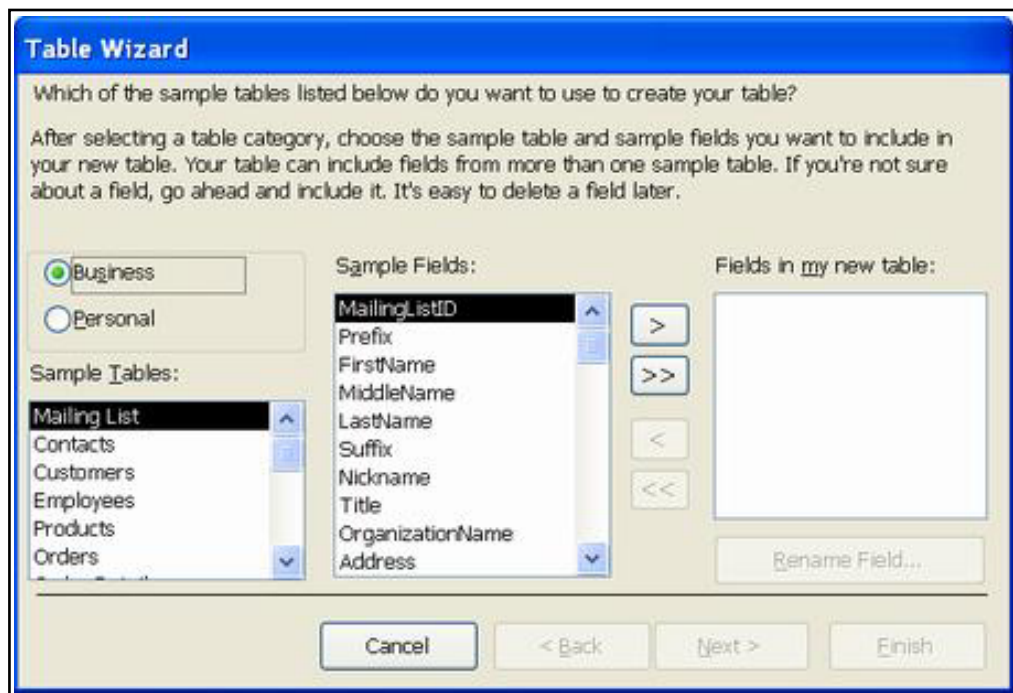 Table Wizard
Which of the sample tables listed below do you want to use to create your table?
After selecting a table category, choose the sample table and sample fields you want to include in
your new table. Your table can include fields from more than one sample table. If you're not sure
about a field, go ahead and include it. It's easy to delete a field later.
Business
Personal
Sample Tables:
Mailing List
Contacts
Customers
Employees
Products
Orders
Sample Fields:
MailingListID
Prefix
FirstName
MiddleName
LastName
Suffix
Nickname
Title
OrganizationName
Address
>
>>
<
<<
Fields in my new table:
Rename Field...
Cancel
< Back
Next >
Finish